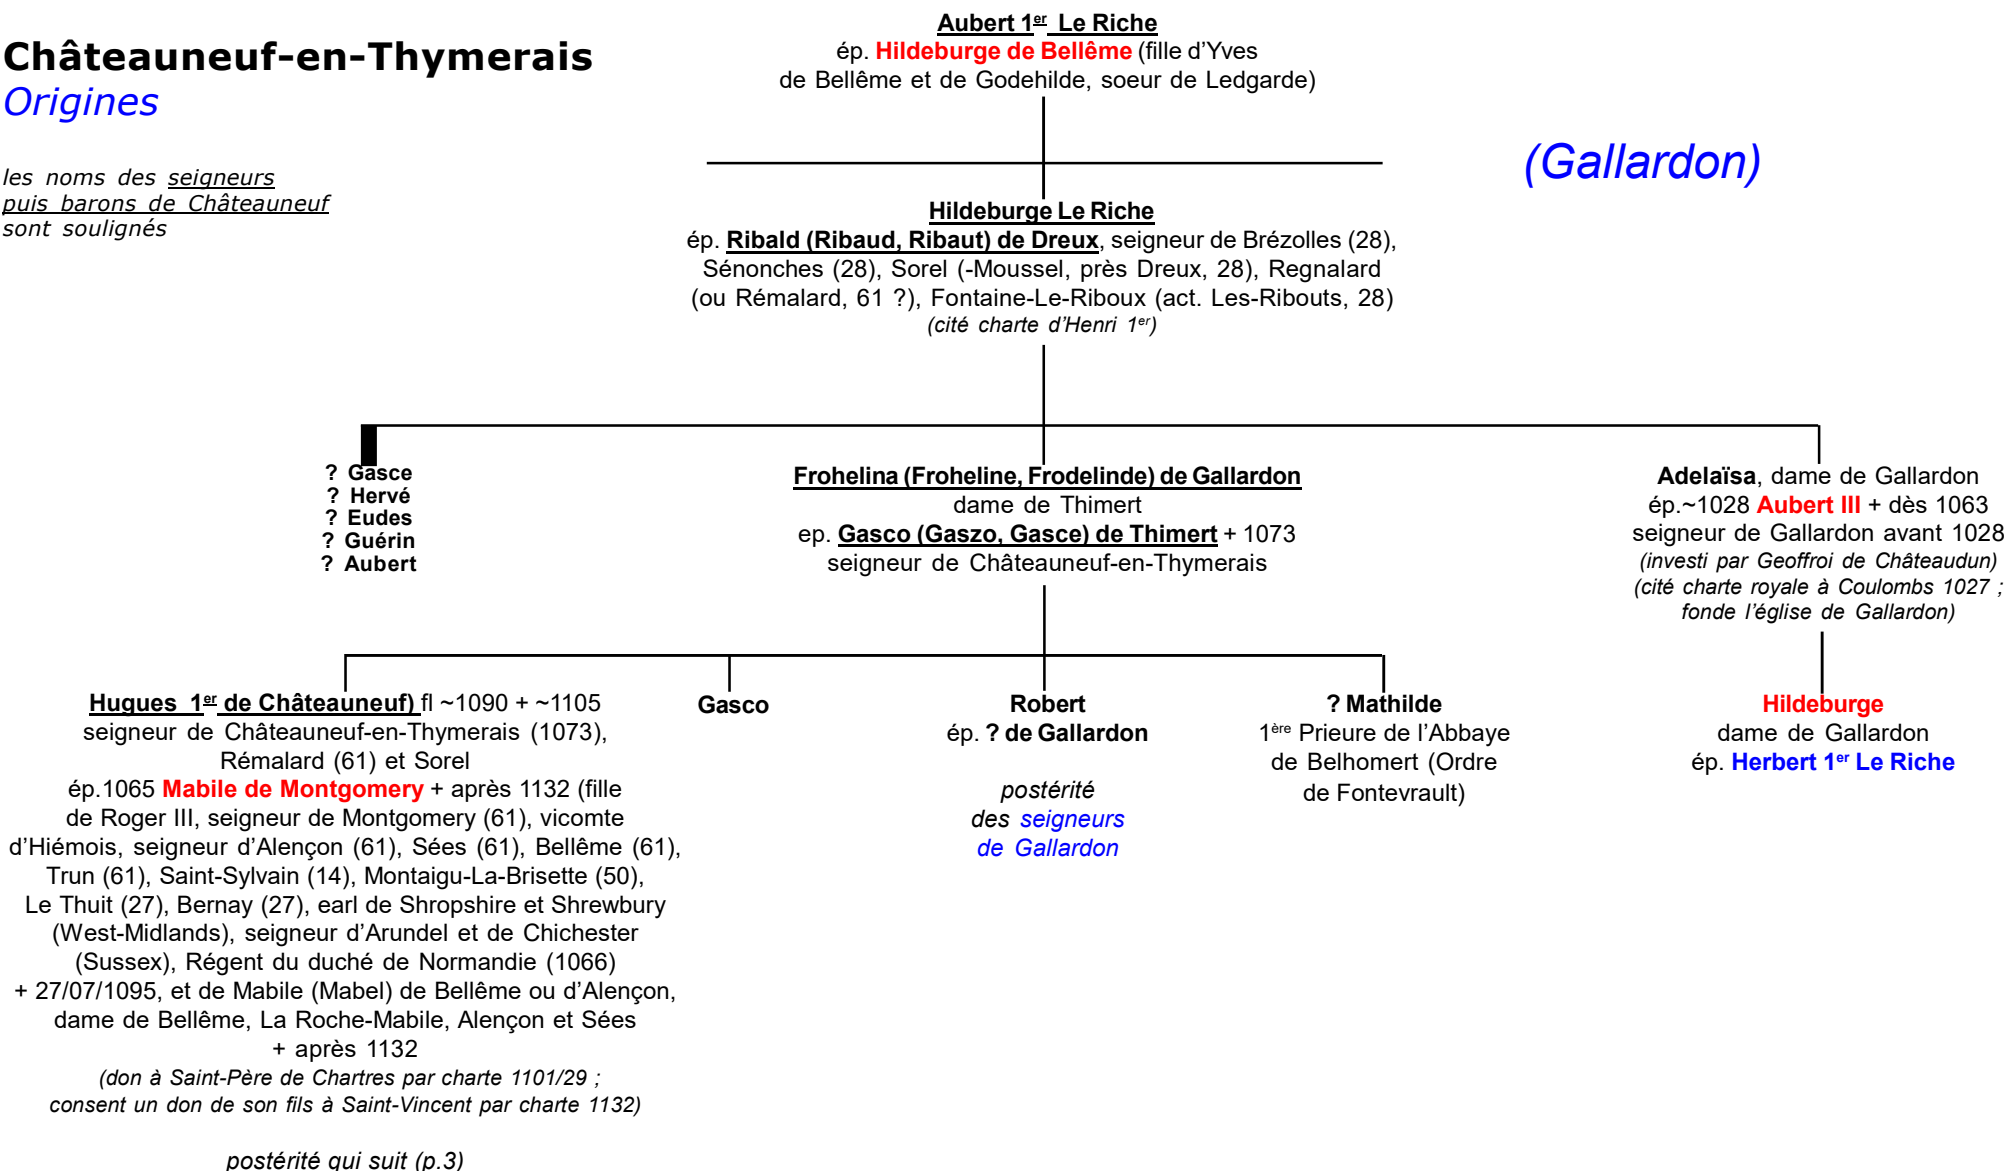 Châteauneuf-en-Thymerais
Origines
les noms des seigneurs
puis barons de Châteauneuf
sont soulignés
Aubert 1er Le Riche
ép. Hildeburge de Bellême (fille d'Yves
de Bellême et de Godehilde, soeur de Ledgarde)
(Gallardon)
Hildeburge Le Riche
ép. Ribald (Ribaud, Ribaut) de Dreux, seigneur de Brézolles (28),
Sénonches (28), Sorel (-Moussel, près Dreux, 28), Regnalard
(ou Rémalard, 61 ?), Fontaine-Le-Riboux (act. Les-Ribouts, 28)
(cité charte d'Henri 1er)
? Gasce
? Hervé
? Eudes
? Guérin
? Aubert
Frohelina (Froheline, Frodelinde) de Gallardon
dame de Thimert
ep. Gasco (Gaszo, Gasce) de Thimert + 1073
seigneur de Châteauneuf-en-Thymerais
Adelaïsa, dame de Gallardon
ép.~1028 Aubert III + dès 1063
seigneur de Gallardon avant 1028
(investi par Geoffroi de Châteaudun)
(cité charte royale à Coulombs 1027 ;
fonde l'église de Gallardon)
Hugues 1er de Châteauneuf) fl ~1090 + ~1105
seigneur de Châteauneuf-en-Thymerais (1073),
Rémalard (61) et Sorel
ép.1065 Mabile de Montgomery + après 1132 (fille
de Roger III, seigneur de Montgomery (61), vicomte
d'Hiémois, seigneur d'Alençon (61), Sées (61), Bellême (61),
Trun (61), Saint-Sylvain (14), Montaigu-La-Brisette (50),
Le Thuit (27), Bernay (27), earl de Shropshire et Shrewbury
(West-Midlands), seigneur d'Arundel et de Chichester
(Sussex), Régent du duché de Normandie (1066)
+ 27/07/1095, et de Mabile (Mabel) de Bellême ou d'Alençon,
dame de Bellême, La Roche-Mabile, Alençon et Sées
+ après 1132
(don à Saint-Père de Chartres par charte 1101/29 ;
consent un don de son fils à Saint-Vincent par charte 1132)
postérité qui suit (p.3)
Gasco
Robert
ép. ? de Gallardon
postérité
des seigneurs
de Gallardon
? Mathilde
1ère Prieure de l'Abbaye
de Belhomert (Ordre
de Fontevrault)
Hildeburge
dame de Gallardon
ép. Herbert 1er Le Riche